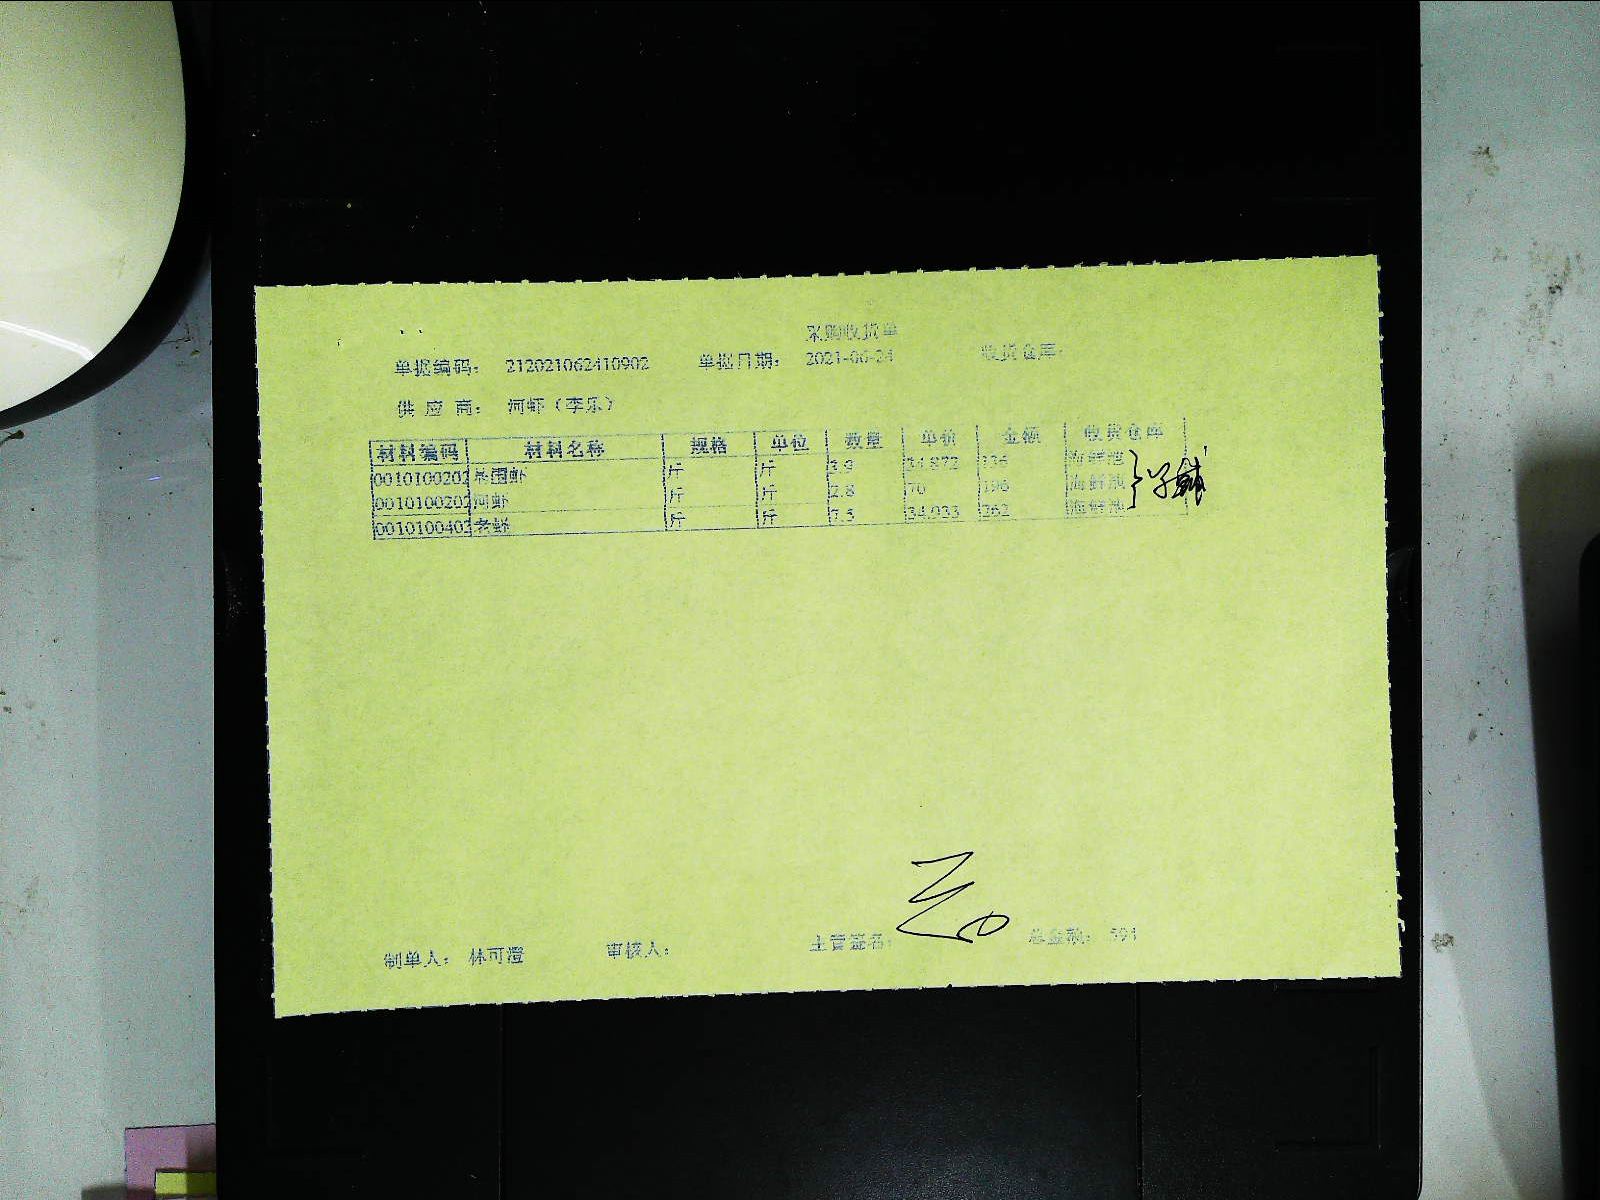 采购收货单
单据编码： 212021062410902 单据日期： 2021-06-24 收货仓库：
供 应 商： 河虾（李乐）
材料编码 材料名称 规格 单位 数量 单价 金额 收货仓库
0010100202 基围虾 斤 斤 3.9 34.872 136 海鲜池
0010100202 河虾 斤 斤 2.8 70 196 海鲜池
0010100402 老虾 斤 斤 7.5 34.933 262 海鲜池
制单人： 林可澄 审核人： 主管签名： 总金额： 594